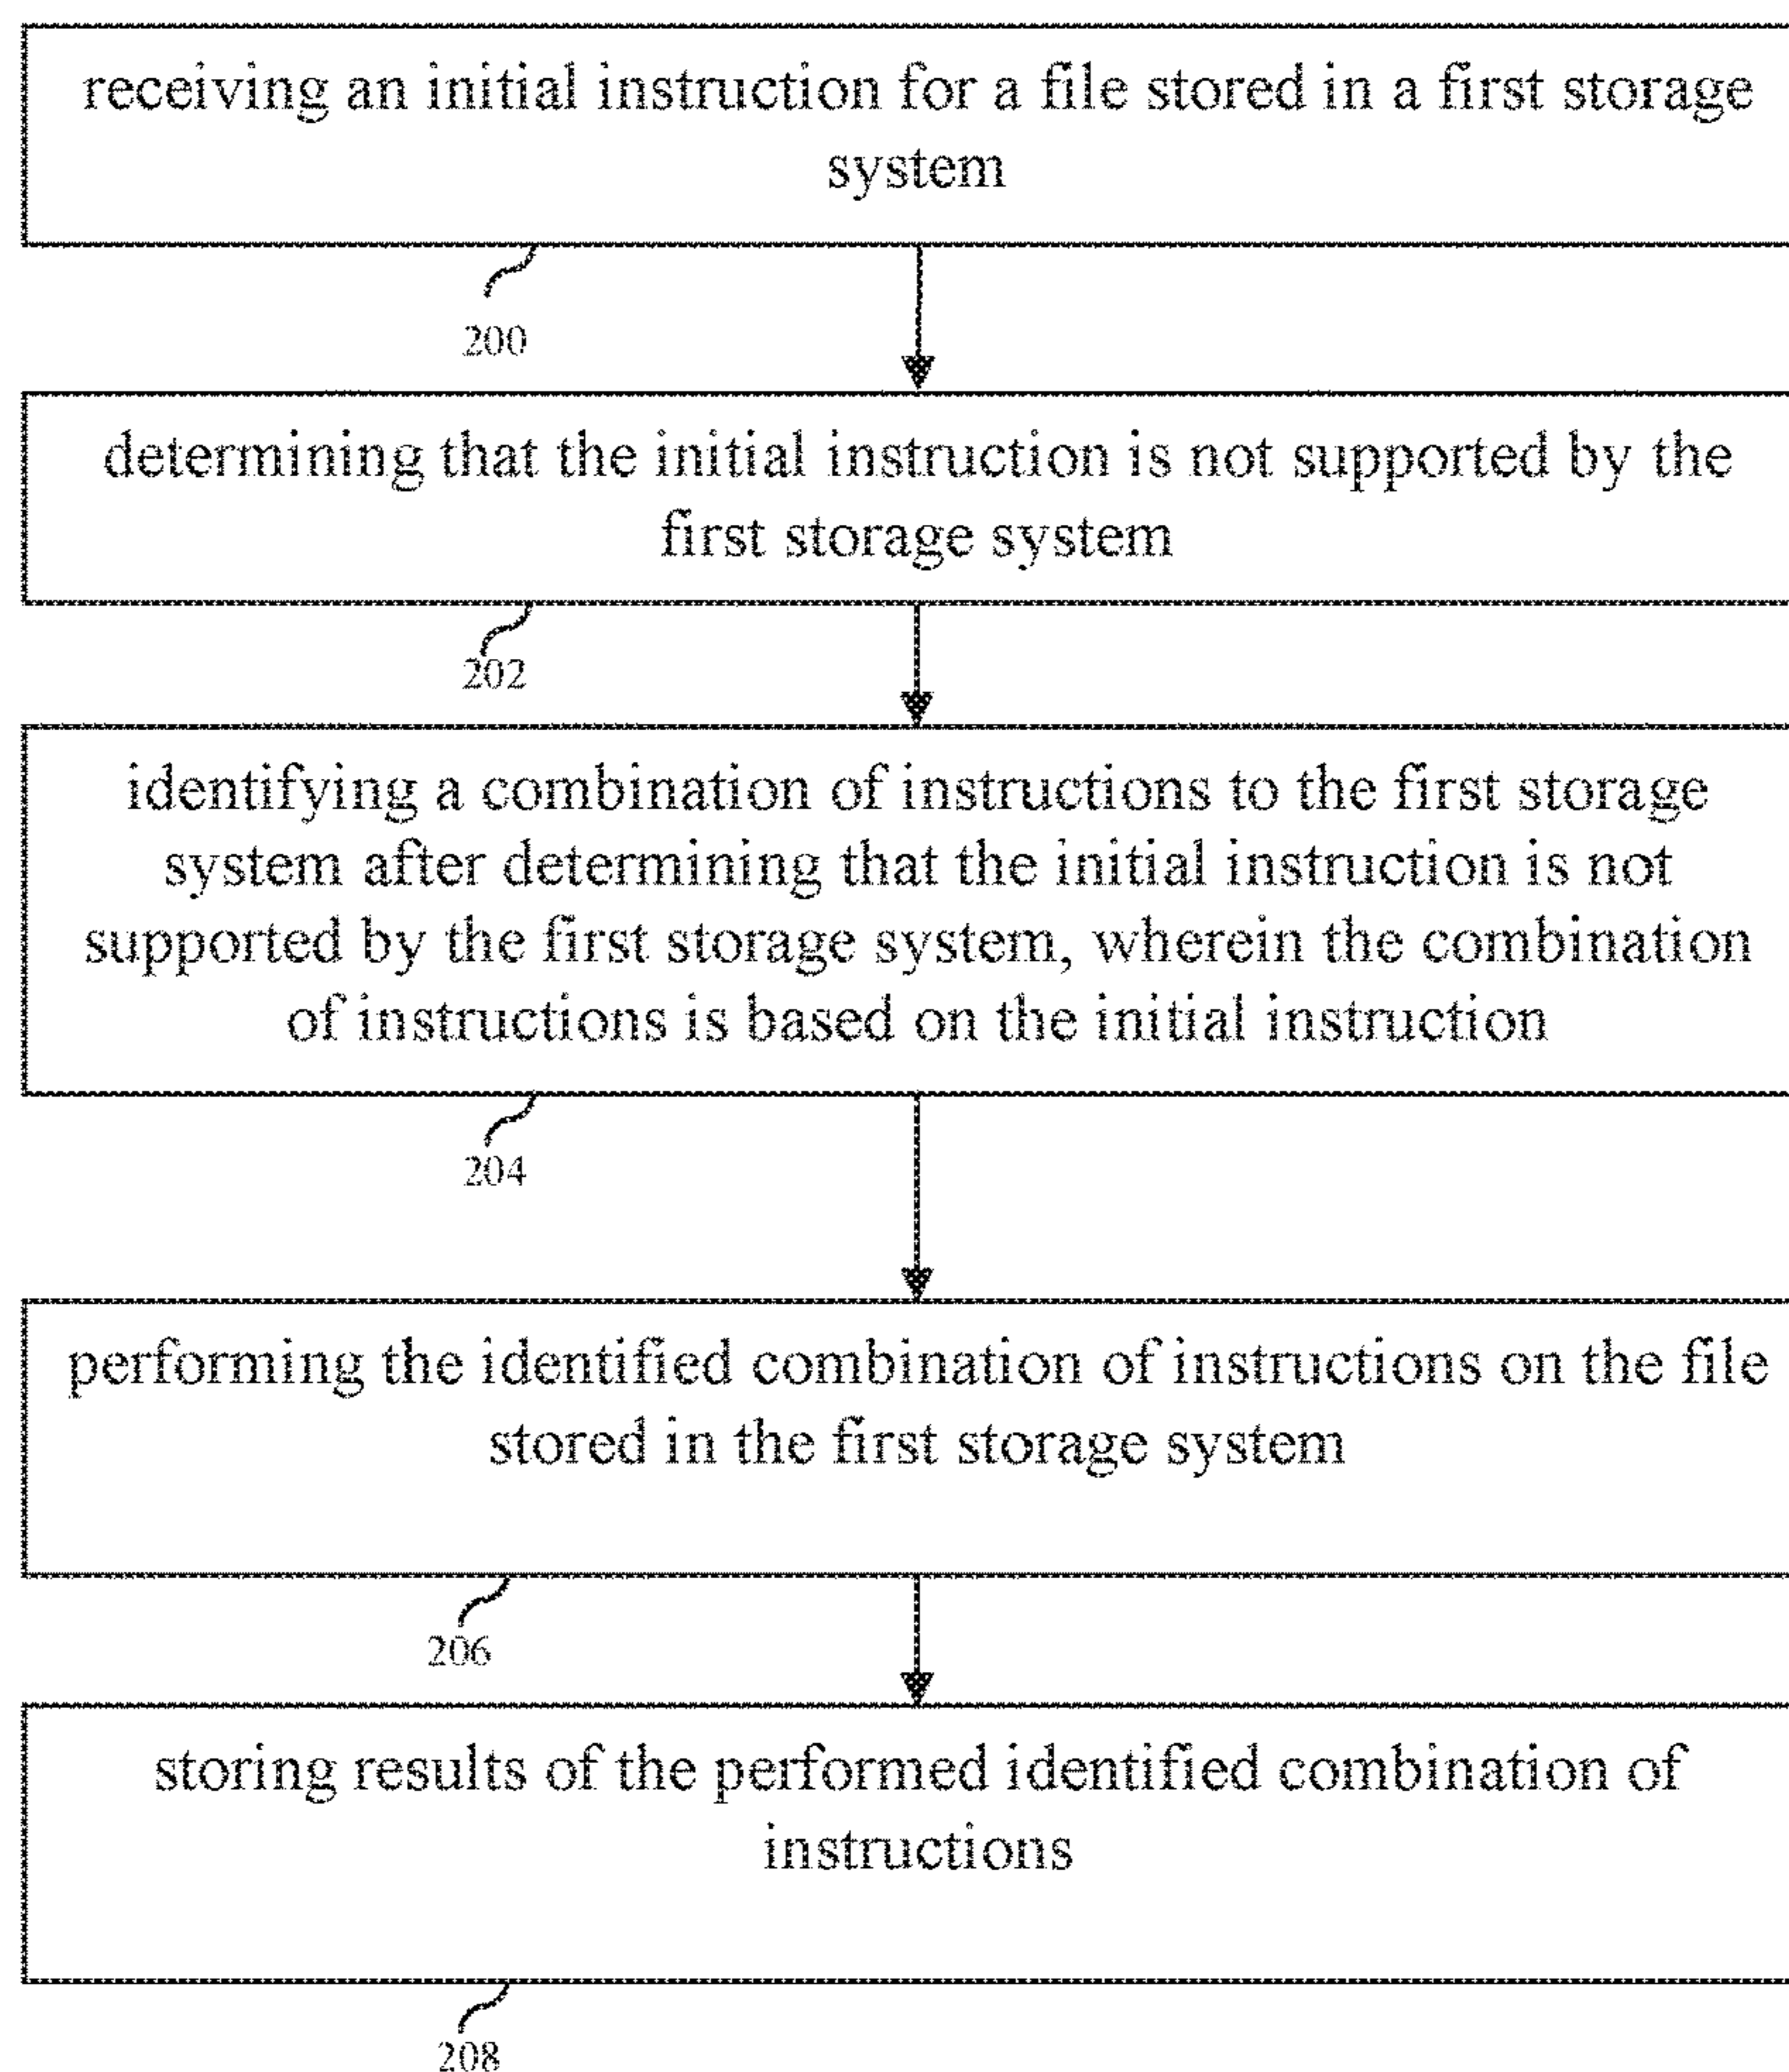 receiving an initial instruction for a file stored in a first storage
system
200
determining that the initial instruction is not supported by the
first storage system
202
identifying a combination of instructions to the first storage
system after determining that the initial instruction is not
supported by the first storage system, wherein the combination
of instructions is based on the initial instruction
204
performing the identified combination of instructions on the file
stored in the first storage system
206
storing results of the performed identified combination of
instructions
208